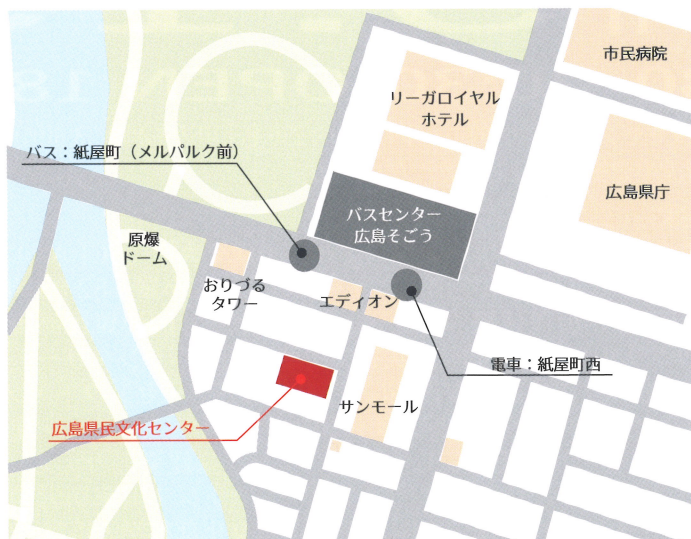 市民病院
リーガロイヤル
ホテル
バス：紙屋町（メルパルク前）
広島県庁
バスセンター
広島そごう
原爆
ドーム
おりづる
タワー
エディオン
電車：紙屋町西
サンモール
広島県民文化センター